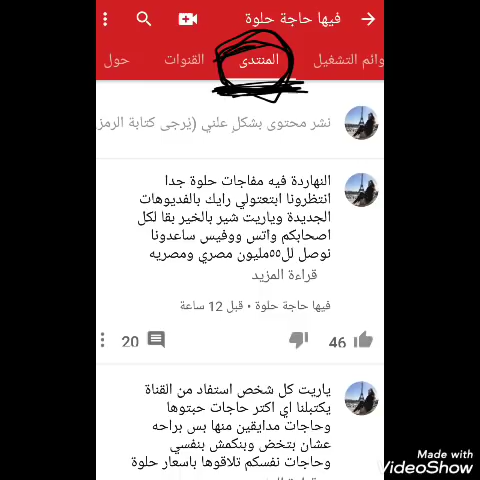 فيها حاجة حلوة
وائم التشغيل
المنتدى
القنوات
حول
نشر محتوى بشكلٍ علني (يُرجى كتابة الرمز
النهاردة فيه مفاجات حلوة جدا
انتظرونا ابتعتولي رايك بالفديوهات
الجديدة وياريت شير بالخير بقا لكل
اصحابكم واتس ووفيس ساعدونا
نوصل لل٥٥مليون مصري ومصريه
قراءة المزيد
فيها حاجة حلوة • قبل 12 ساعة
46
20
ياريت كل شخص استفاد من القناة
يكتبلنا اي اكتر حاجات حبتوها
وحاجات مدايقين منها بس براحه
عشان بتخض وبنكمش بنفسي
وحاجات نفسكم تلاقوها باسعار حلوة
Made with
VideoShow